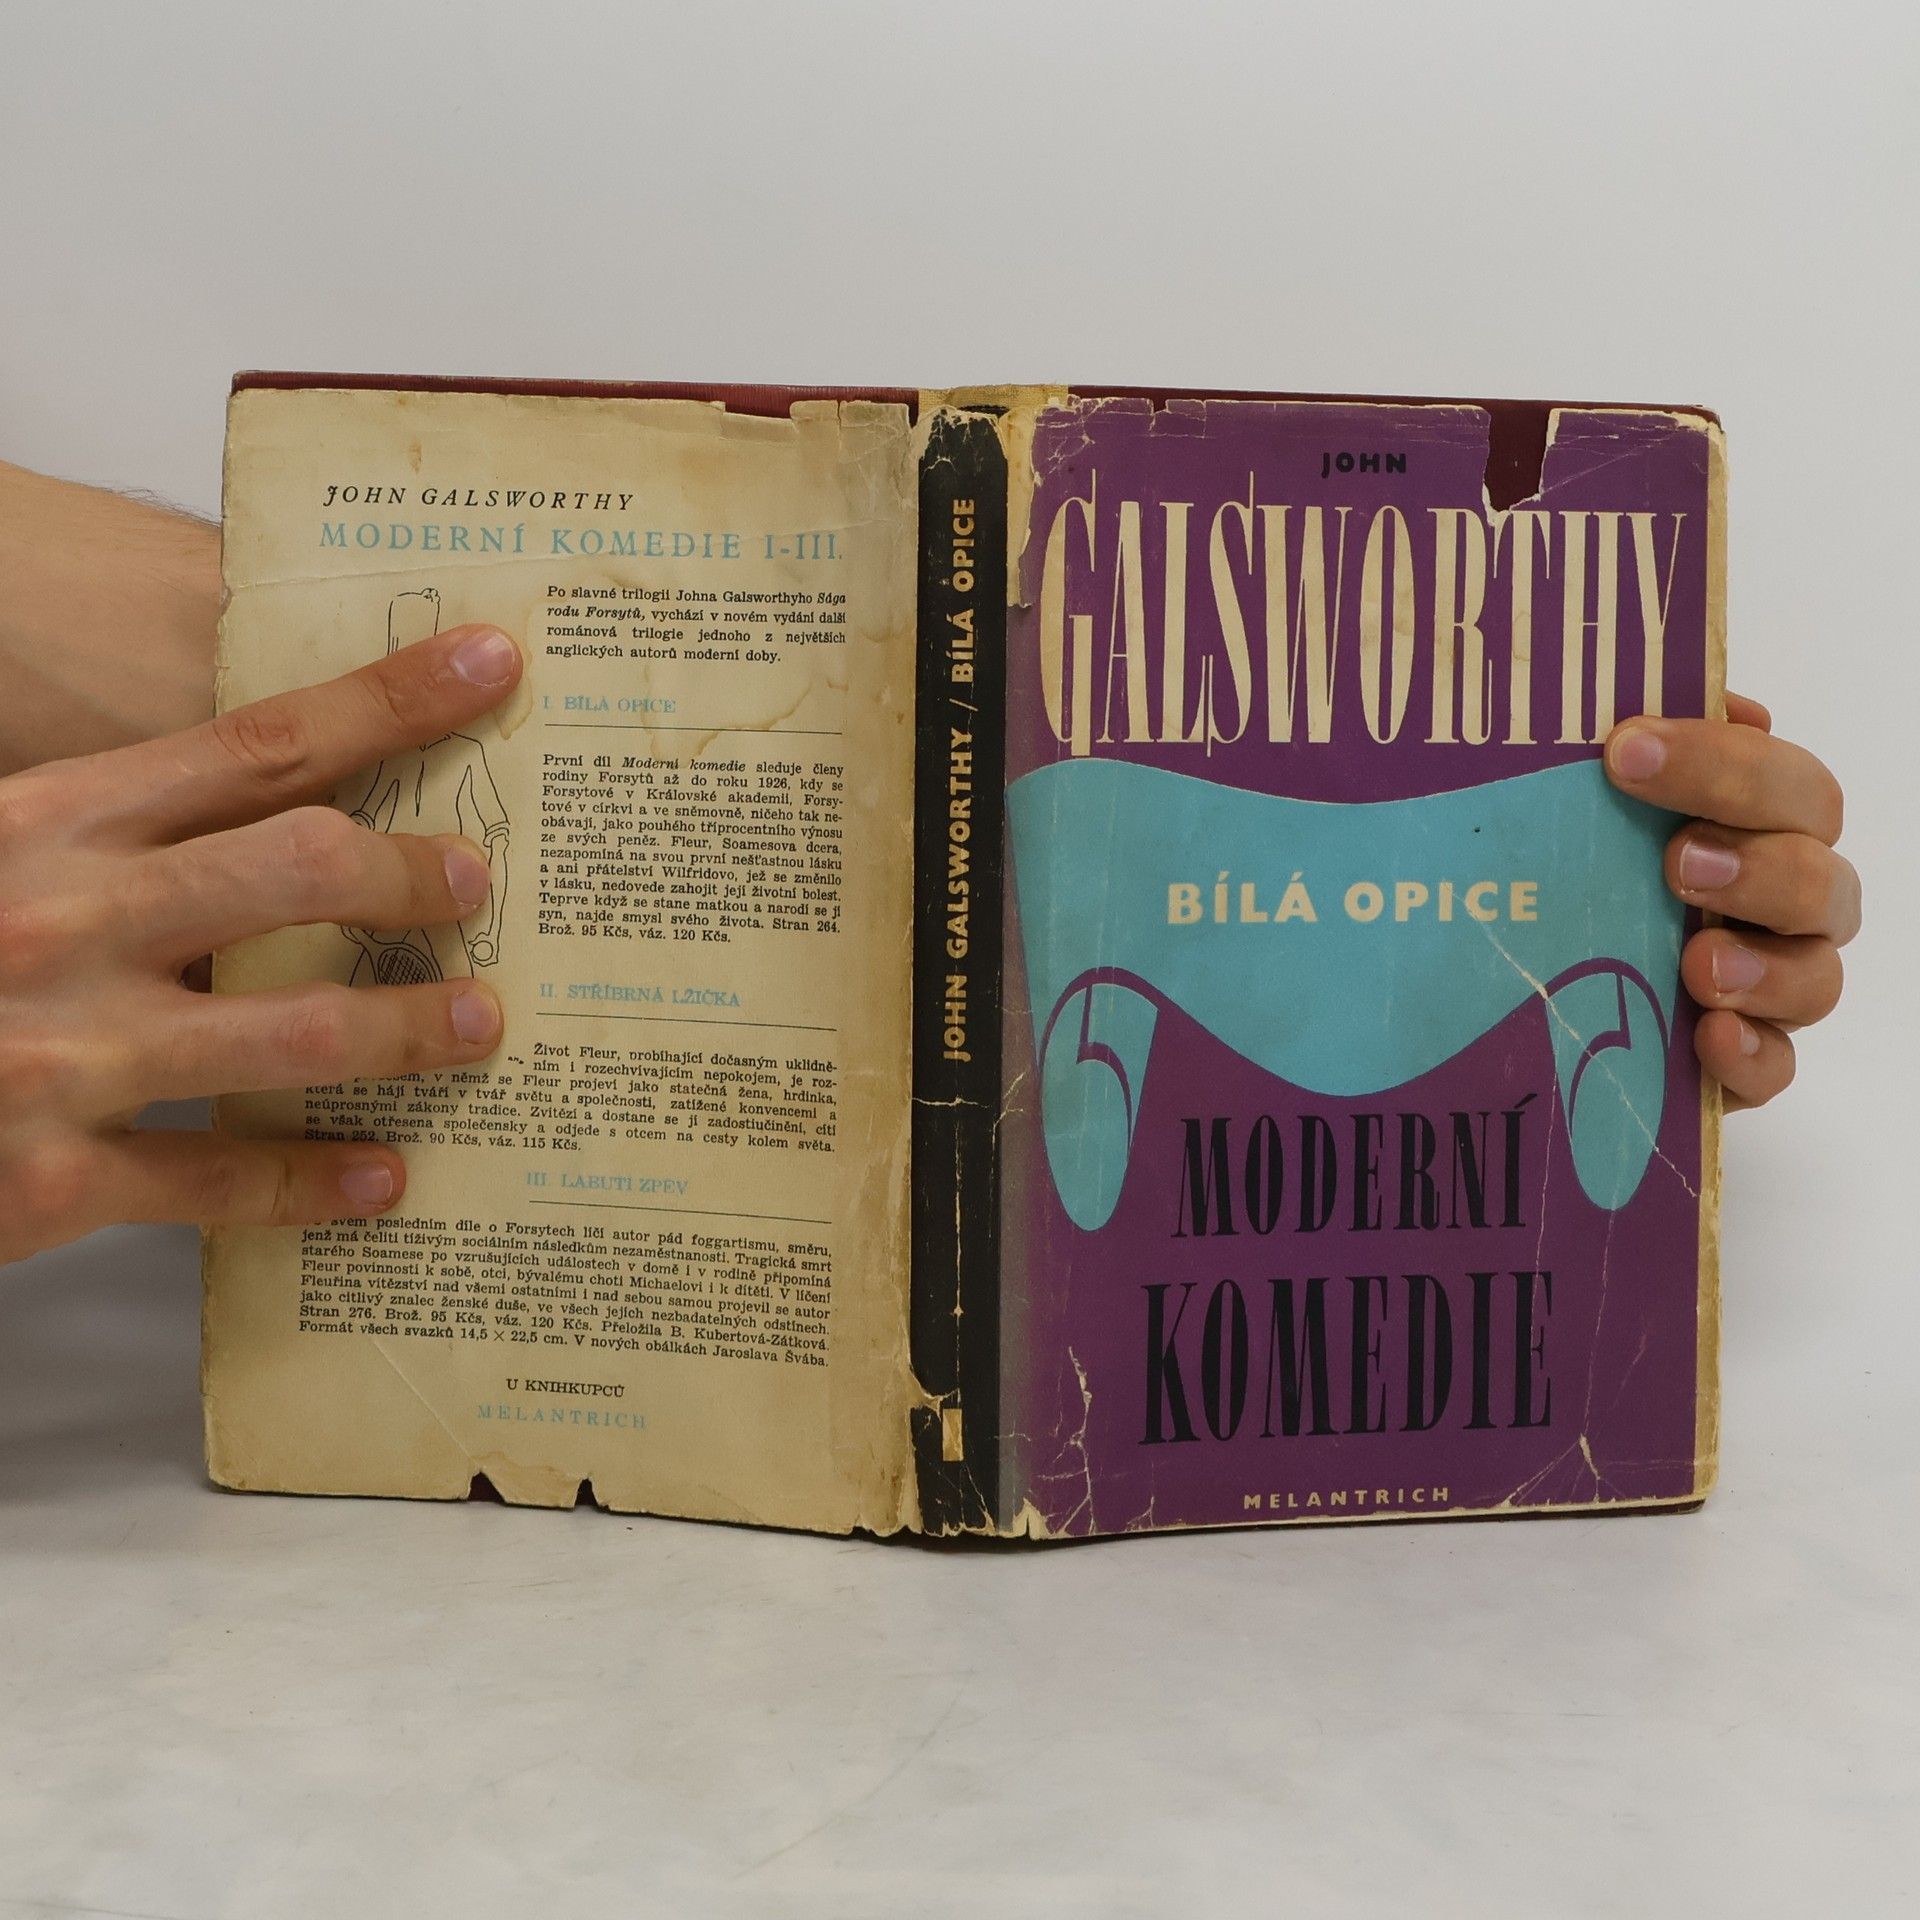 JOHN GALSWORTHY
MODERNÍ KOMEDIE I-III.
Po slavné trilogii Johna Galsworthyho Sága
rodu Forsytů, vychází v novém vydání další
románová trilogie jednoho z největších
anglických autorů moderní doby.
I. BÍLÁ OPICE
První díl Moderní komedie sleduje členy
rodiny Forsytů až do roku 1926, kdy se
Forsytové v Královské akademii, Forsy-
tové v církvi a ve sněmovně, ničeho tak ne-
obávají, jako pouhého tříprocentního výnosu
ze svých peněz. Fleur, Soamesova dcera,
nezapomíná na svou první nešťastnou lásku
a ani přátelství Wilfridovo, jež se změnilo
v lásku, nedovede zahojit její životní bolest.
Teprve když se stane matkou a narodí se jí
syn, najde smysl svého života. Stran 264.
Brož. 95 Kčs, váz. 120 Kčs.
II. STŘÍBRNÁ LŽIČKA
Život Fleur, probíhající dočasným uklidně-
ním i rozechvívajícím nepokojem, je roz-
v němž se Fleur projeví jako statečná žena, hrdinka,
která se hájí tváří v tvář světu a společnosti, zatížené konvencemi a
neúprosnými zákony tradice. Zvítězí a dostane se jí zadostiučinění, cítí
se však otřesena společensky a odjede s otcem na cesty kolem světa.
Stran 252. Brož. 90 Kčs, váz. 115 Kčs.
III. LABUTÍ ZPĚV
svém posledním díle o Forsytech líčí autor pád foggartismu, směru,
jenž má čeliti tíživým sociálním následkům nezaměstnanosti. Tragická smrt
starého Soamese po vzrušujících událostech v domě i v rodině připomíná
Fleur povinnosti k sobě, otci, bývalému choti Michaelovi i k dítěti. V líčení
Fleuřina vítězství nad všemi ostatními i nad sebou samou projevil se autor
jako citlivý znalec ženské duše, ve všech jejích nezbadatelných odstínech.
Stran 276. Brož. 95 Kčs, váz. 120 Kčs. Přeložila B. Kubertová-Zátková.
Formát všech svazků 14,5 × 22,5 cm. V nových obálkách Jaroslava Švába.
U KNIHKUPCŮ
MELANTRICH
JOHN GALSWORTHY / BÍLÁ OPICE
JOHN
GALSWORTHY
BÍLÁ OPICE
MODERNÍ
KOMEDIE
MELANTRICH